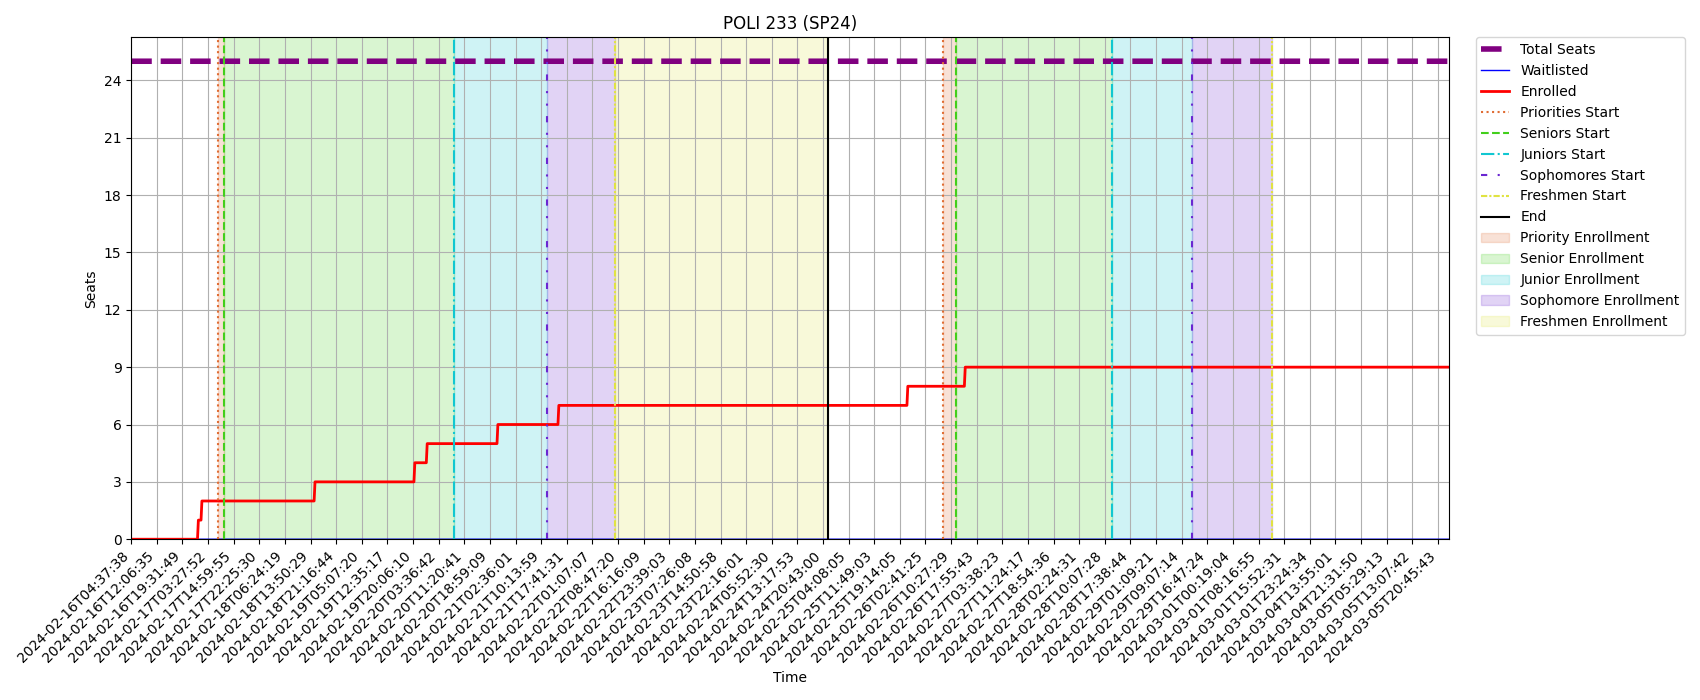 POLI 233 (SP24)
Total Seats
Waitlisted
Enrolled
Priorities Start
Seniors Start
Juniors Start
Sophomores Start
Freshmen Start
End
Priority Enrollment
Senior Enrollment
Junior Enrollment
Sophomore Enrollment
Freshmen Enrollment
Seats
24
21
18
15
12
9
6
3
0
2024-02-16T04:37:38
2024-02-16T12:06:35
2024-02-16T19:31:49
2024-02-17T03:27:52
2024-02-17T14:59:55
2024-02-17T22:25:30
2024-02-18T06:24:19
2024-02-18T13:50:29
2024-02-18T21:16:44
2024-02-19T05:07:20
2024-02-19T12:35:17
2024-02-19T20:06:10
2024-02-20T03:36:42
2024-02-20T11:20:41
2024-02-20T18:59:09
2024-02-21T02:36:01
2024-02-21T10:13:59
2024-02-21T17:41:31
2024-02-22T01:07:07
2024-02-22T08:47:20
2024-02-22T16:16:09
2024-02-22T23:39:03
2024-02-23T07:26:08
2024-02-23T14:50:58
2024-02-23T22:16:01
2024-02-24T05:52:30
2024-02-24T13:17:53
2024-02-24T20:43:00
2024-02-25T04:08:05
2024-02-25T11:49:03
2024-02-25T19:14:05
2024-02-26T02:41:25
2024-02-26T10:27:29
2024-02-26T17:55:43
2024-02-27T03:38:23
2024-02-27T11:24:17
2024-02-27T18:54:36
2024-02-28T02:24:31
2024-02-28T10:07:28
2024-02-28T17:38:44
2024-02-29T01:09:21
2024-02-29T09:07:14
2024-02-29T16:47:24
2024-03-01T00:19:04
2024-03-01T08:16:55
2024-03-01T15:52:31
2024-03-01T23:24:34
2024-03-04T13:55:01
2024-03-04T21:31:50
2024-03-05T05:29:13
2024-03-05T13:07:42
2024-03-05T20:45:43
Time